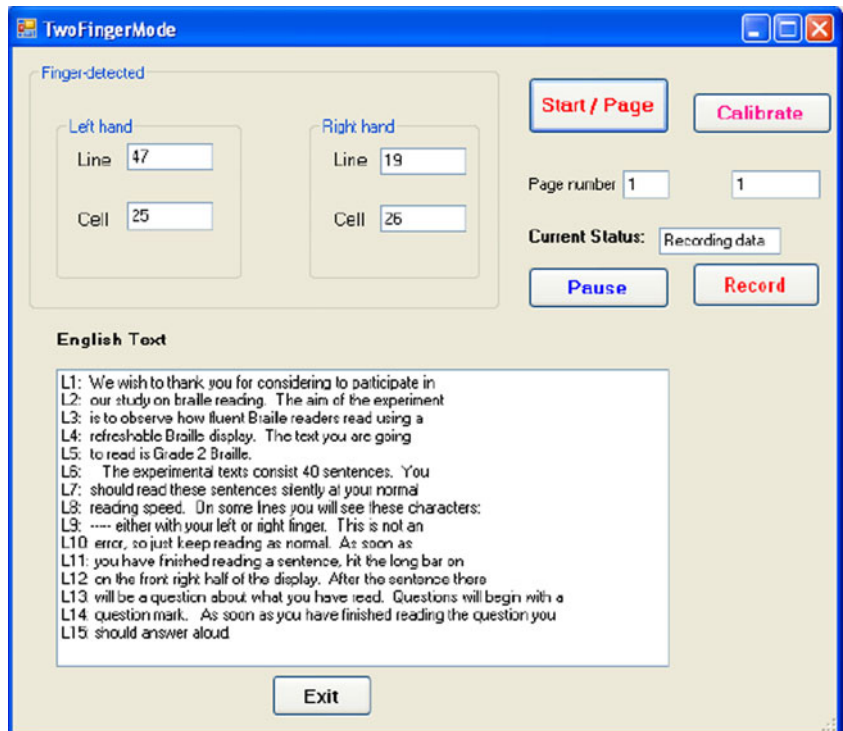 TwoFingerMode
Finger-detected
Left hand
Line 47
Cell 25
Right hand
Line 19
Cell 26
Start / Page
Calibrate
Page number 1 1
Current Status: Recording data
Pause
Record
English Text
L1: We wish to thank you for considering to participate in
L2: our study on braille reading. The aim of the experiment
L3: is to observe how fluent Braile readers read using a
L4: refreshable Braille display. The text you are going
L5: to read is Grade 2 Braille.
L6: The experimental texts consist 40 sentences. You
L7: should read these sentences silently at your normal
L8: reading speed. On some lines you will see these characters:
L9: ---- either with your left or right finger. This is not an
L10: error, so just keep reading as normal. As soon as
L11: you have finished reading a sentence, hit the long bar on
L12: on the front right half of the display. After the sentence there
L13: will be a question about what you have read. Questions will begin with a
L14: question mark. As soon as you have finished reading the question you
L15: should answer aloud
Exit